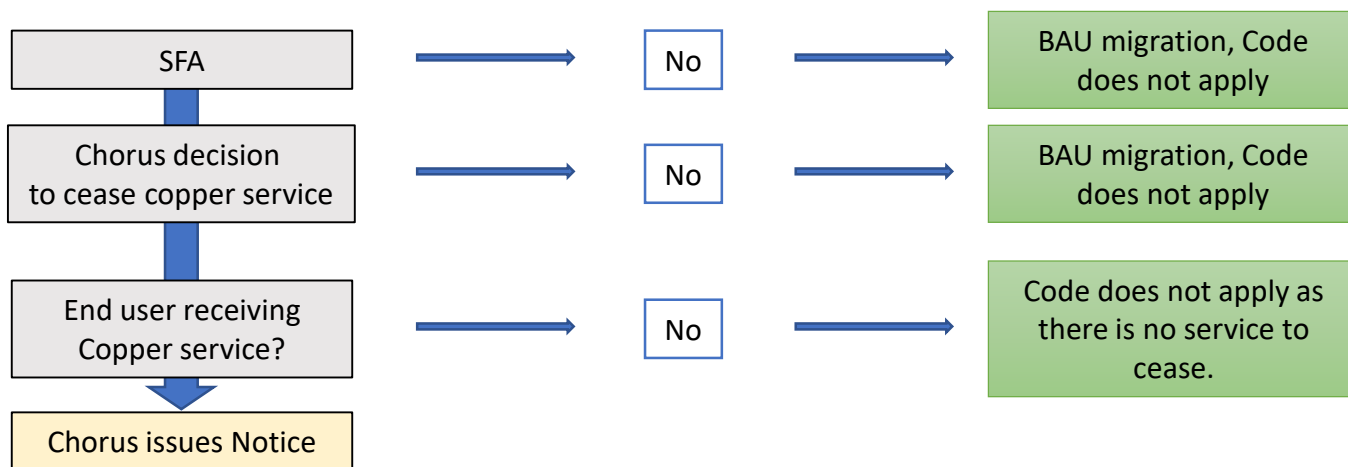 SFA
No
BAU migration, Code
does not apply
Chorus decision
to cease copper service
No
BAU migration, Code
does not apply
End user receiving
Copper service?
No
Code does not apply as
there is no service to
cease.
Chorus issues Notice